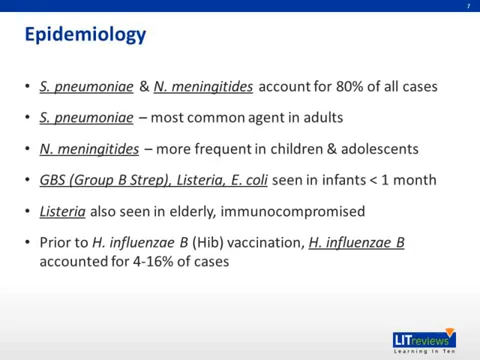 7
Epidemiology
• S. pneumoniae & N. meningitides account for 80% of all cases
• S. pneumoniae – most common agent in adults
• N. meningitides – more frequent in children & adolescents
• GBS (Group B Strep), Listeria, E. coli seen in infants < 1 month
• Listeria also seen in elderly, immunocompromised
• Prior to H. influenzae B (Hib) vaccination, H. influenzae B
accounted for 4-16% of cases
LITreviews
Learning In Ten